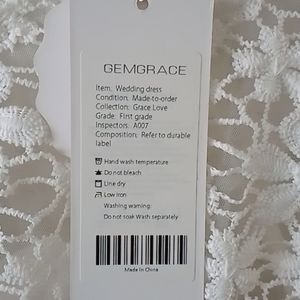 GEMGRACE
Item. Wedding dress
Condition: Made-to-order
Collection: Grace Love
Grade: First grade
Inspectors: A007
Composition: Refer to durable
label
Hand wash temperature
Do not bleach
Line dry
Low iron
Washing warning:
Do not soak Wash separately
Made In China